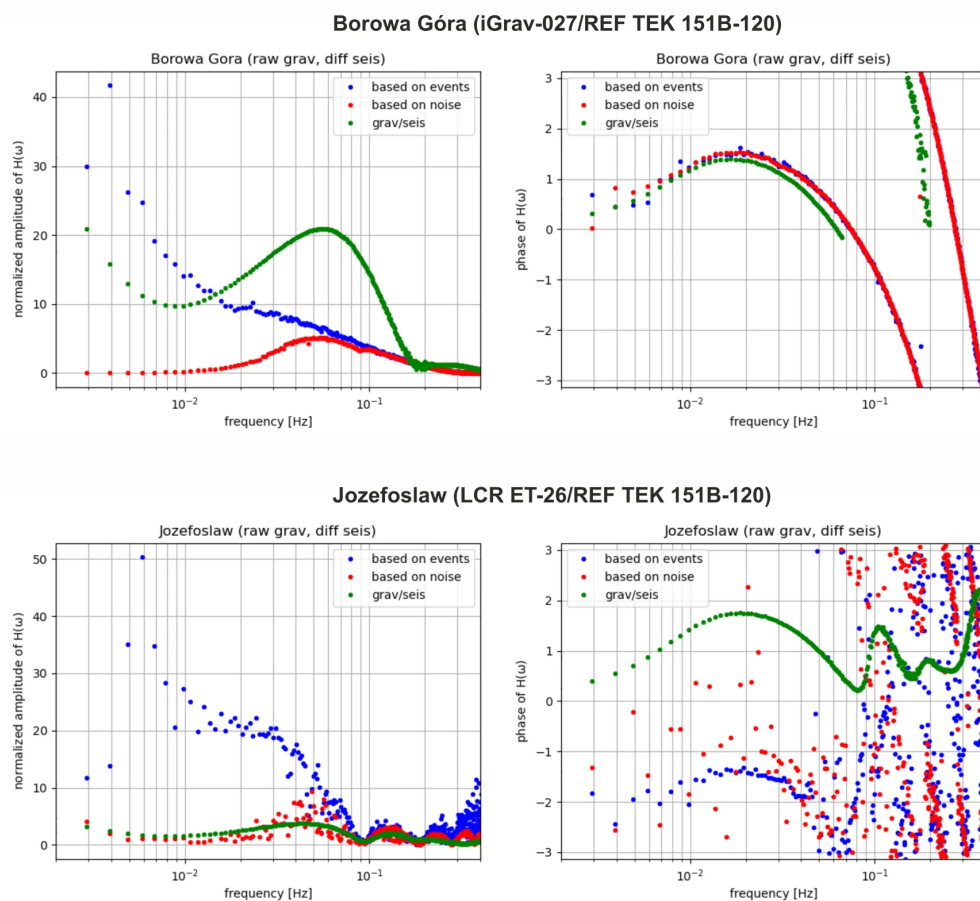 Borowa Góra (iGrav-027/REF TEK 151B-120)
Borowa Gora (raw grav, diff seis)
normalized amplitude of H(ω)
40
30
20
10
0
10⁻²
10⁻¹
frequency [Hz]
based on events
based on noise
grav/seis
Borowa Gora (raw grav, diff seis)
phase of H(ω)
3
2
1
0
−1
−2
−3
10⁻²
10⁻¹
frequency [Hz]
based on events
based on noise
grav/seis
Jozefoslaw (LCR ET-26/REF TEK 151B-120)
Jozefoslaw (raw grav, diff seis)
normalized amplitude of H(ω)
50
40
30
20
10
0
10⁻²
10⁻¹
frequency [Hz]
based on events
based on noise
grav/seis
Jozefoslaw (raw grav, diff seis)
phase of H(ω)
3
2
1
0
−1
−2
−3
10⁻²
10⁻¹
frequency [Hz]
based on events
based on noise
grav/seis